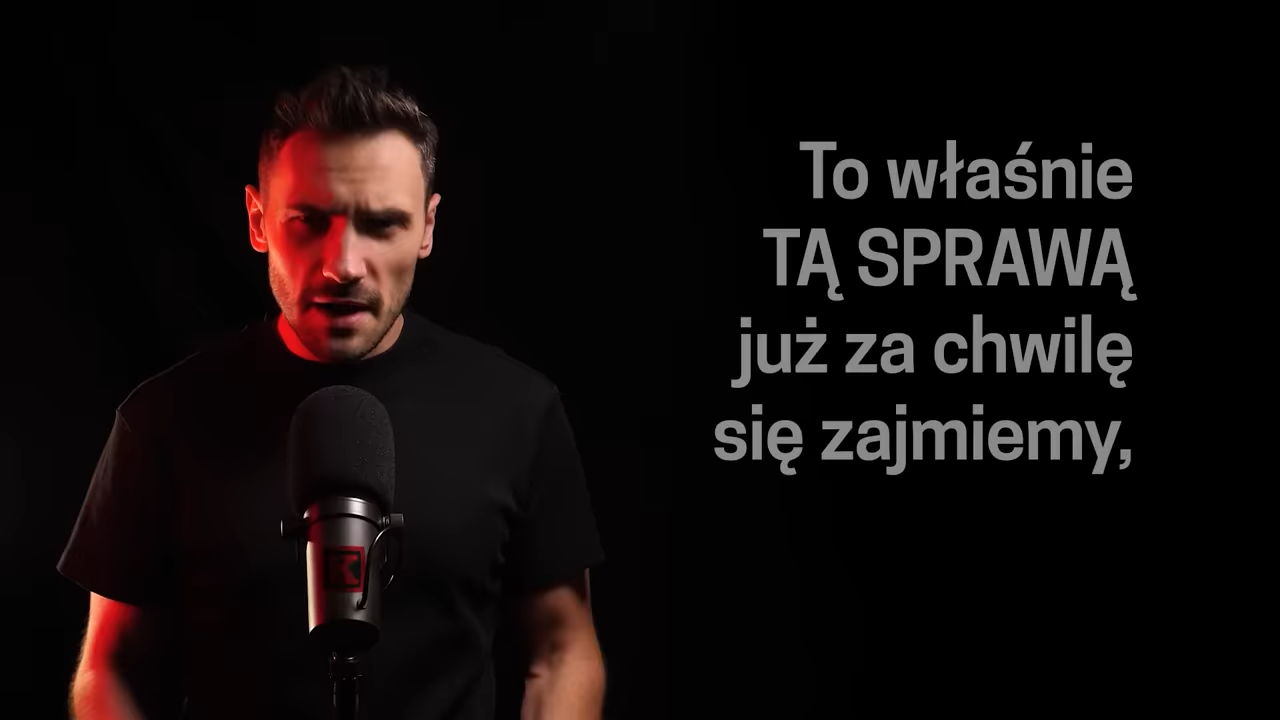 To właśnie
TĄ SPRAWĄ
już za chwilę
się zajmiemy,
K